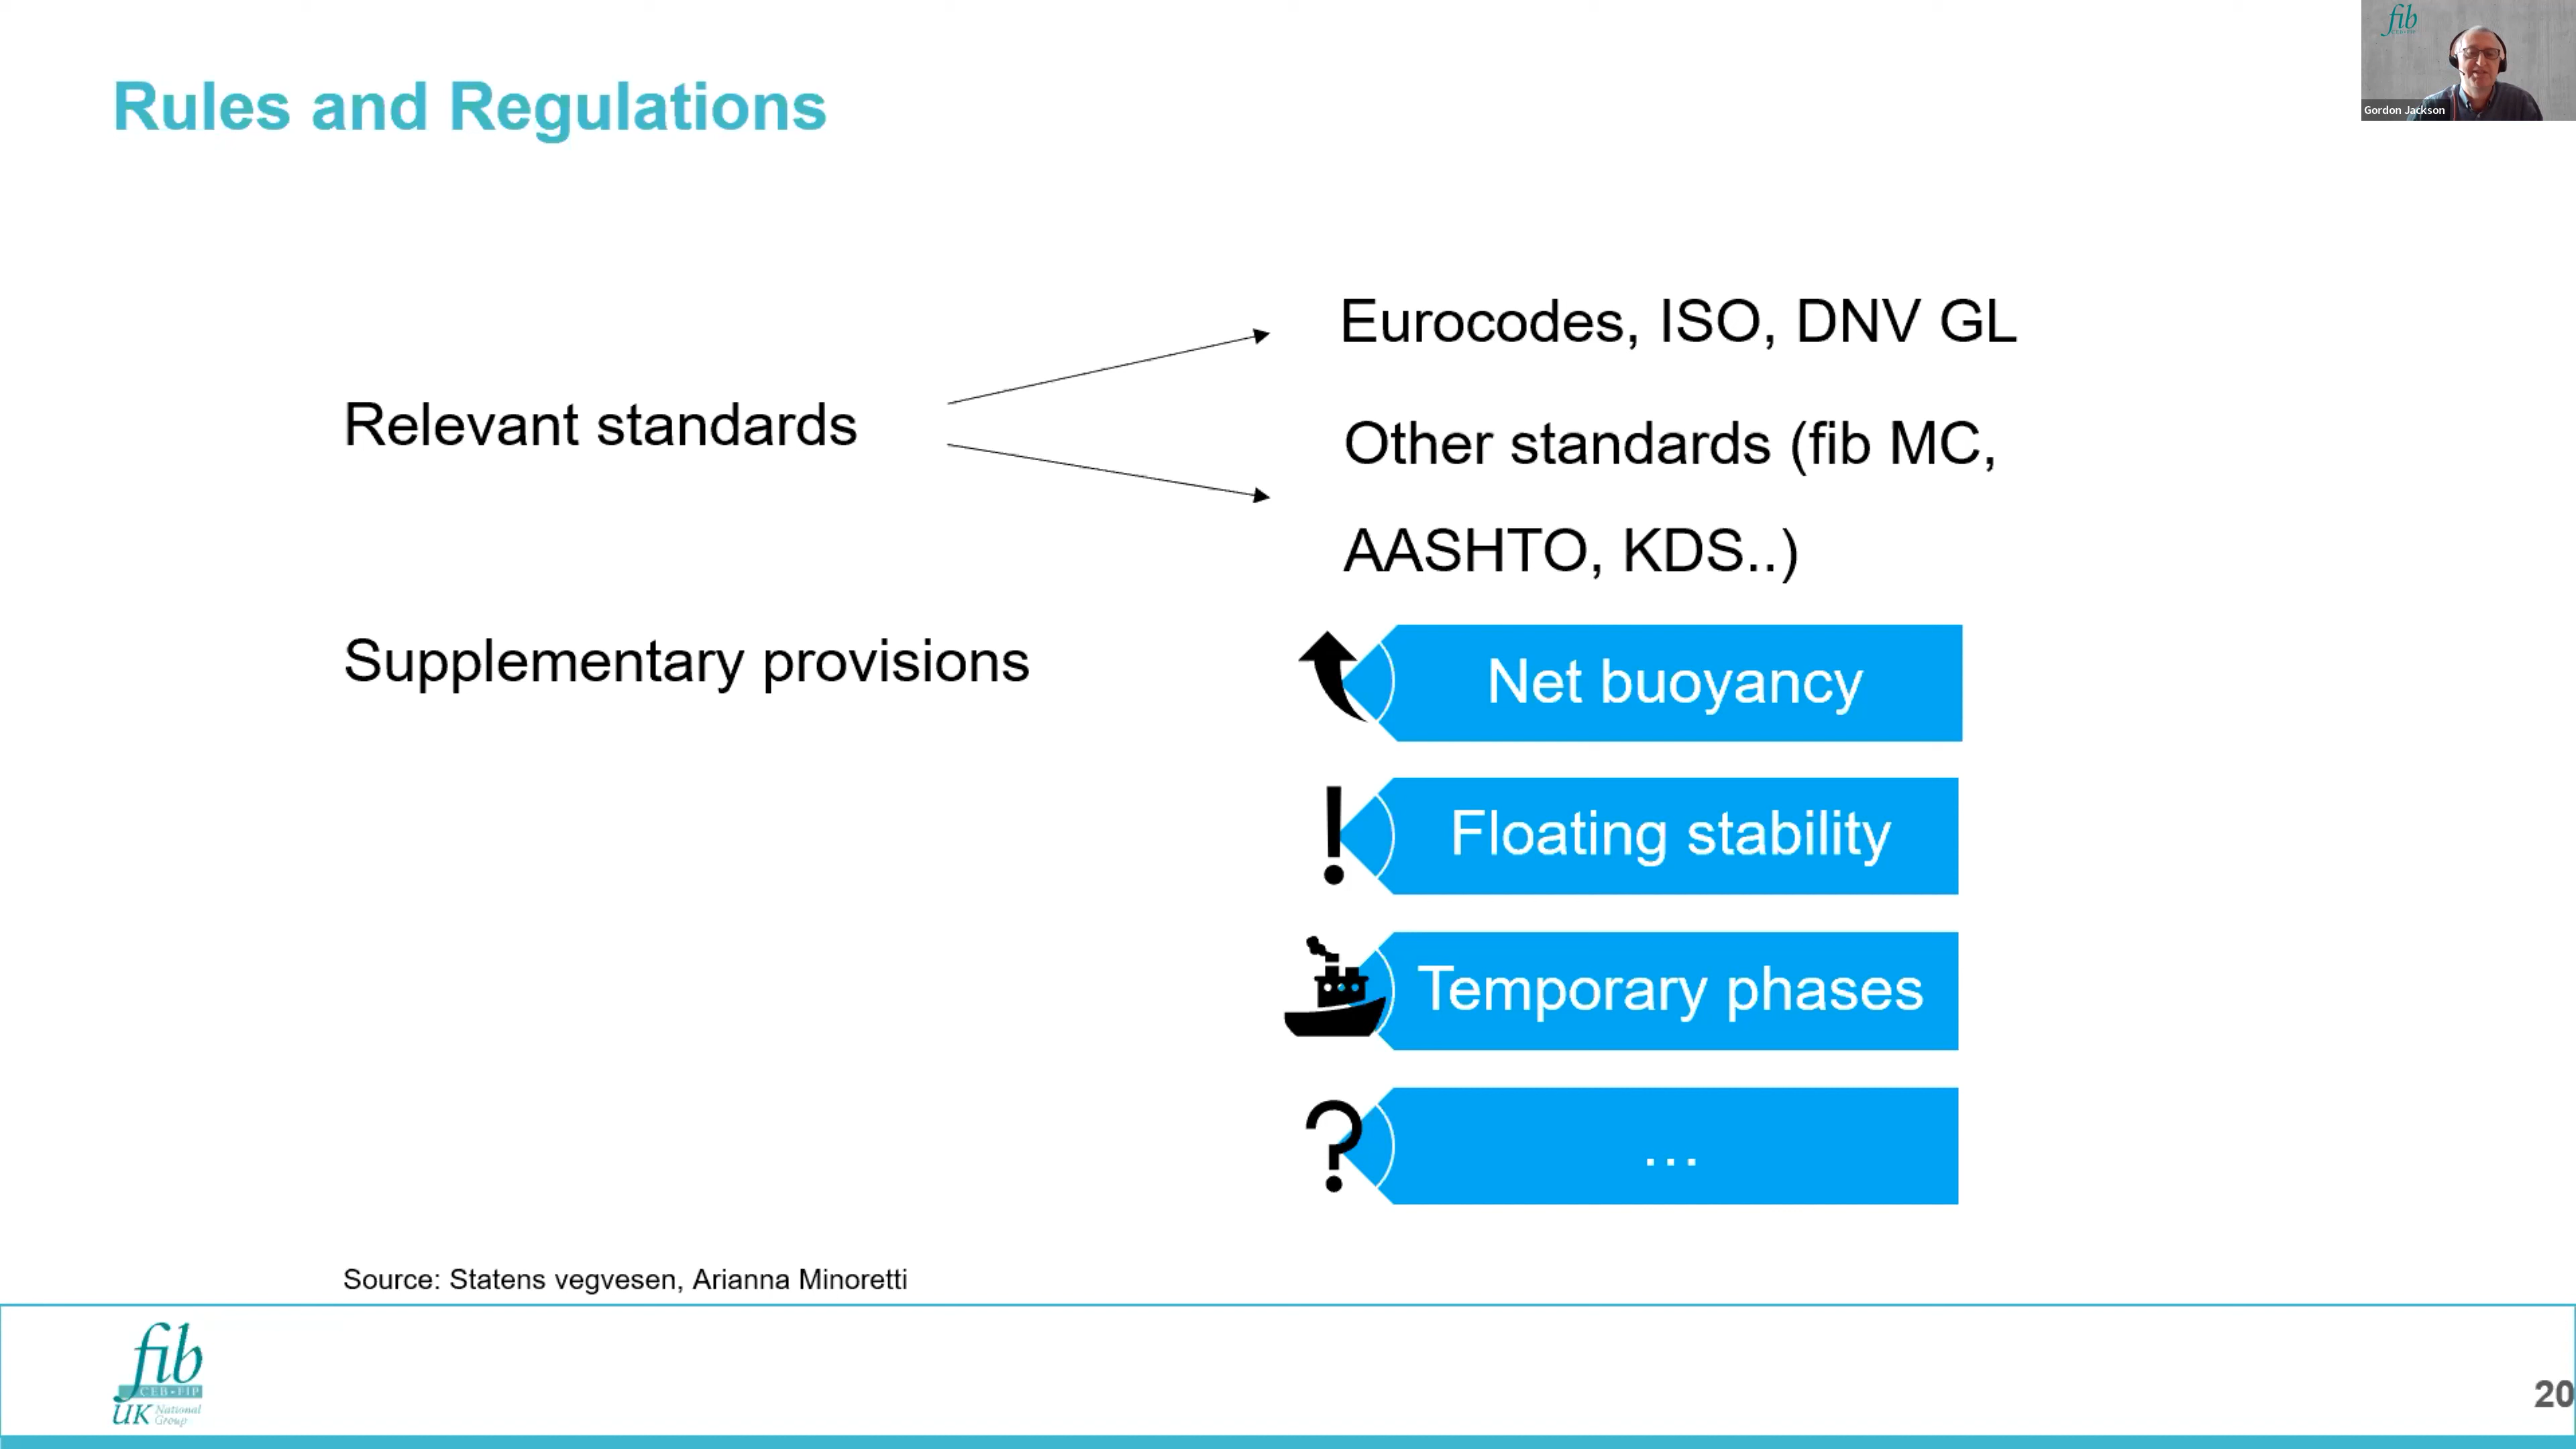 fib
Gordon Jackson
Rules and Regulations
Eurocodes, ISO, DNV GL
Relevant standards
Other standards (fib MC,
AASHTO, KDS..)
Supplementary provisions
Net buoyancy
Floating stability
Temporary phases
?
...
Source: Statens vegvesen, Arianna Minoretti
fib
CEB-FIP
UK National
Group
20